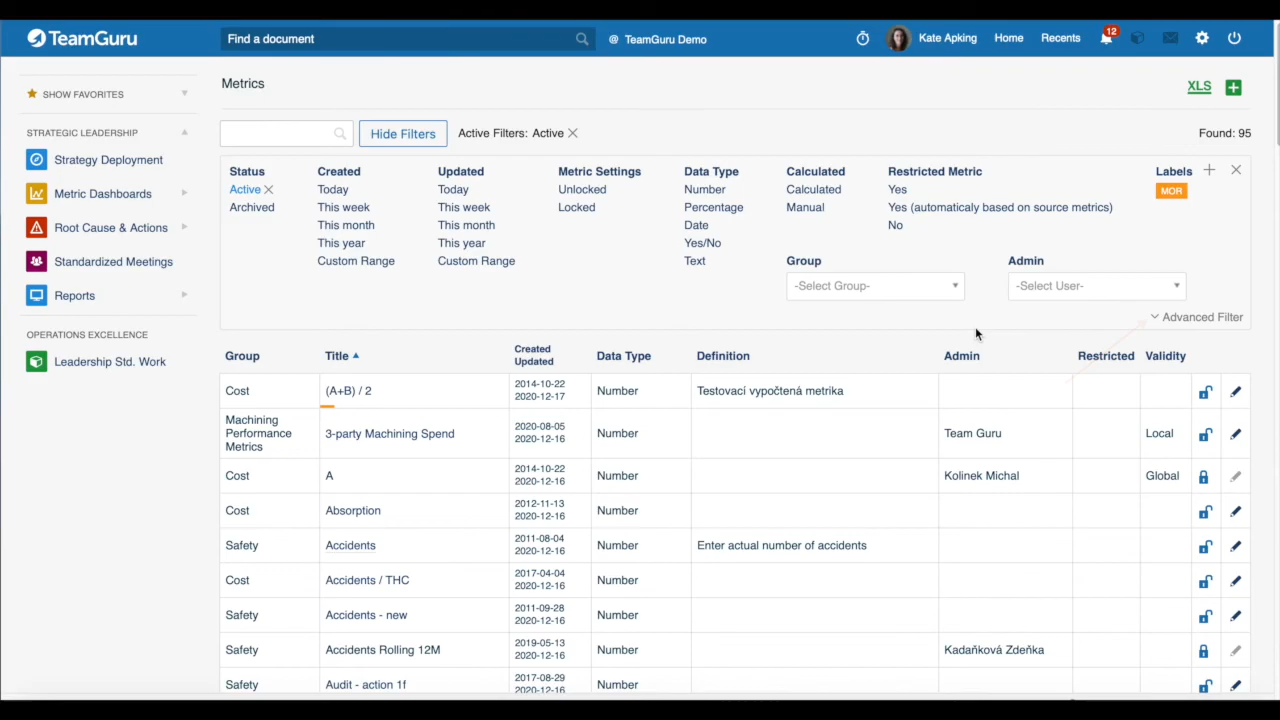 TeamGuru
Find a document
@ TeamGuru Demo
Kate Apking
Home
Recents
12
SHOW FAVORITES
STRATEGIC LEADERSHIP
Strategy Deployment
Metric Dashboards
Root Cause & Actions
Standardized Meetings
Reports
OPERATIONS EXCELLENCE
Leadership Std. Work
Metrics
XLS
Hide Filters
Active Filters: Active
Found: 95
Status
Active
Archived
Created
Today
This week
This month
This year
Custom Range
Updated
Today
This week
This month
This year
Custom Range
Metric Settings
Unlocked
Locked
Data Type
Number
Percentage
Date
Yes/No
Text
Calculated
Calculated
Manual
Restricted Metric
Yes
Yes (automaticaly based on source metrics)
No
Labels
MOR
Group
-Select Group-
Admin
-Select User-
Advanced Filter
Group Title Created Updated Data Type Definition Admin Restricted Validity
Cost (A+B) / 2 2014-10-22 2020-12-17 Number Testovací vypočtená metrika
Machining Performance Metrics 3-party Machining Spend 2020-08-05 2020-12-16 Number Team Guru Local
Cost A 2014-10-22 2020-12-16 Number Kolinek Michal Global
Cost Absorption 2012-11-13 2020-12-16 Number
Safety Accidents 2011-08-04 2020-12-16 Number Enter actual number of accidents
Cost Accidents / THC 2017-04-04 2020-12-16 Number
Safety Accidents - new 2011-09-28 2020-12-16 Number
Safety Accidents Rolling 12M 2019-05-13 2020-12-16 Number Kadaňková Zdeňka
Safety Audit - action 1f 2017-08-29 2020-12-16 Number